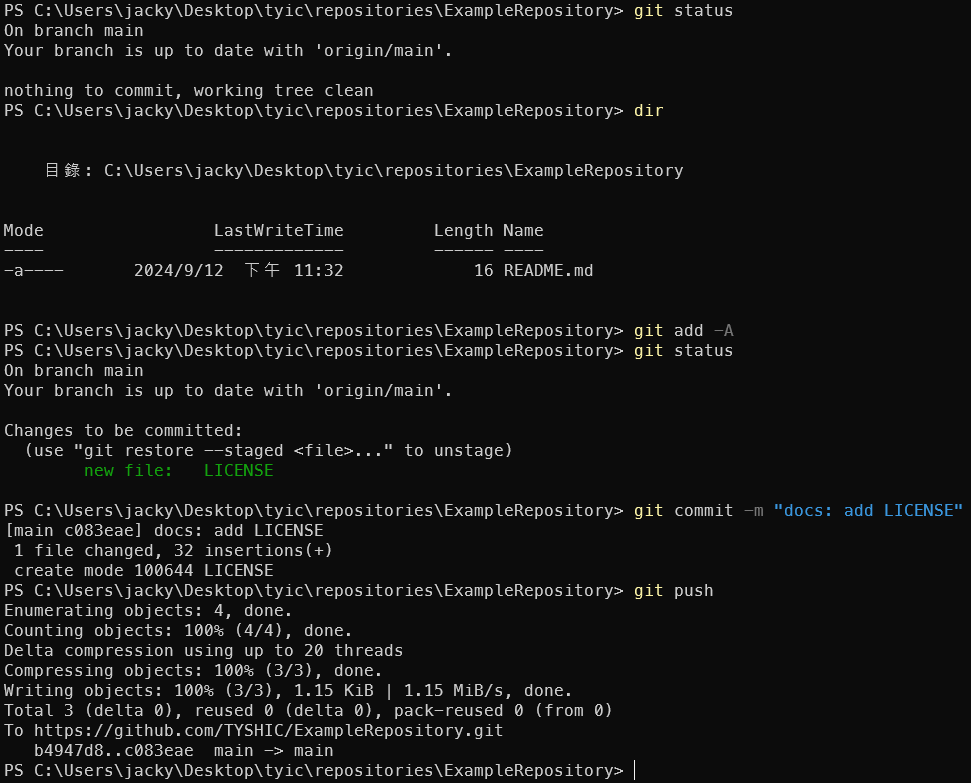 PS C:\Users\jacky\Desktop\tyic\repositories\ExampleRepository> git status
On branch main
Your branch is up to date with 'origin/main'.
nothing to commit, working tree clean
PS C:\Users\jacky\Desktop\tyic\repositories\ExampleRepository> dir
目錄: C:\Users\jacky\Desktop\tyic\repositories\ExampleRepository
Mode                 LastWriteTime         Length Name
----                 -------------         ------ ----
-a----       2024/9/12  下午 11:32             16 README.md
PS C:\Users\jacky\Desktop\tyic\repositories\ExampleRepository> git add -A
PS C:\Users\jacky\Desktop\tyic\repositories\ExampleRepository> git status
On branch main
Your branch is up to date with 'origin/main'.
Changes to be committed:
  (use "git restore --staged <file>..." to unstage)
        new file:   LICENSE
PS C:\Users\jacky\Desktop\tyic\repositories\ExampleRepository> git commit -m "docs: add LICENSE"
[main c083eae] docs: add LICENSE
 1 file changed, 32 insertions(+)
 create mode 100644 LICENSE
PS C:\Users\jacky\Desktop\tyic\repositories\ExampleRepository> git push
Enumerating objects: 4, done.
Counting objects: 100% (4/4), done.
Delta compression using up to 20 threads
Compressing objects: 100% (3/3), done.
Writing objects: 100% (3/3), 1.15 KiB | 1.15 MiB/s, done.
Total 3 (delta 0), reused 0 (delta 0), pack-reused 0 (from 0)
To https://github.com/TYSHIC/ExampleRepository.git
   b4947d8..c083eae  main -> main
PS C:\Users\jacky\Desktop\tyic\repositories\ExampleRepository>